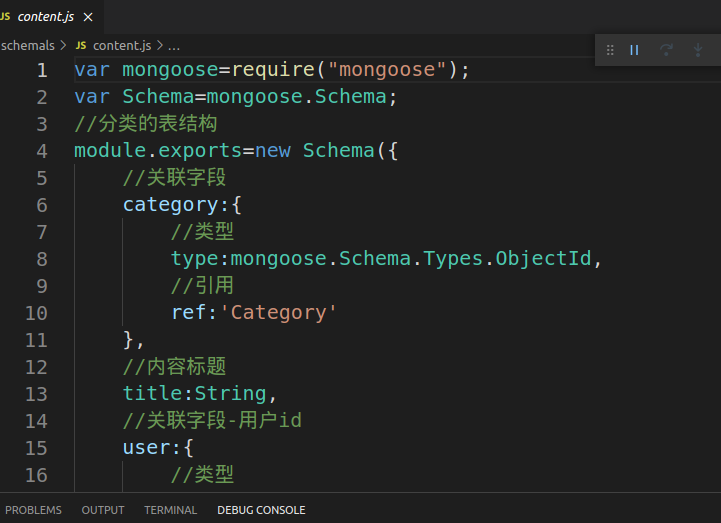 JS content.js ×
schemals > JS content.js > ...
1 var mongoose=require("mongoose");
2 var Schema=mongoose.Schema;
3 //分类的表结构
4 module.exports=new Schema({
5 //关联字段
6 category:{
7 //类型
8 type:mongoose.Schema.Types.ObjectId,
9 //引用
10 ref:'Category'
11 },
12 //内容标题
13 title:String,
14 //关联字段-用户id
15 user:{
16 //类型
PROBLEMS OUTPUT TERMINAL DEBUG CONSOLE